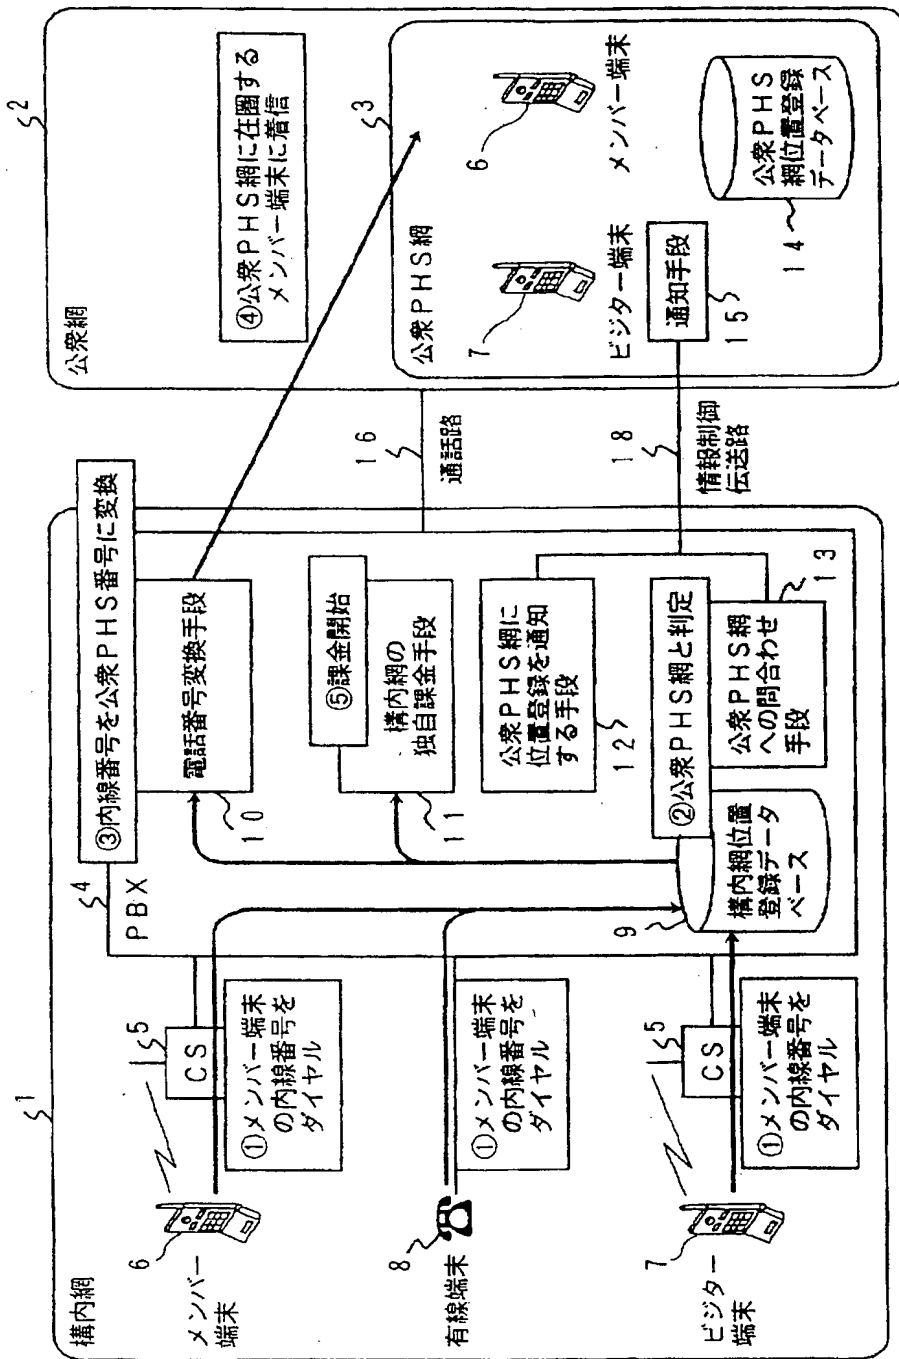 構内網
1
メンバー
端末
6
5
CS
①メンバー端末
の内線番号を
ダイヤル
有線端末
8
①メンバー端末
の内線番号を
ダイヤル
ビジター
端末
7
5
CS
①メンバー端末
の内線番号を
ダイヤル
4
PBX
③内線番号を公衆PHS番号に変換
電話番号変換手段
10
⑤課金開始
構内網の
独自課金手段
11
公衆PHS網に
位置登録を通知
する手段
12
②公衆PHS網と判定
公衆PHS網
への問合わせ
手段
13
構内網位置
登録データ
ベース
9
16
通話路
18
情報制御
伝送路
公衆網
2
④公衆PHS網に在圏する
メンバー端末に着信
公衆PHS網
3
7
ビジター端末
6
メンバー端末
通知手段
15
公衆PHS
網位置登録
データベース
14